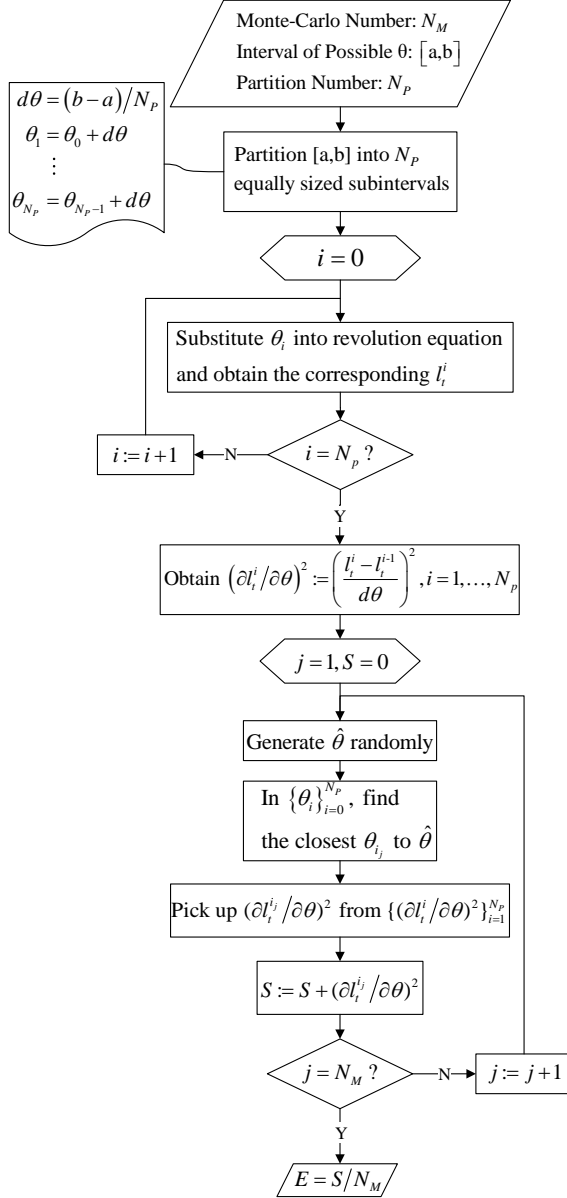 Monte-Carlo Number: N_M
Interval of Possible θ: [a,b]
Partition Number: N_P
dθ = (b−a)/N_P
θ_1 = θ_0 + dθ
⋮
θ_{N_P} = θ_{N_P−1} + dθ
Partition [a,b] into N_P
equally sized subintervals
i = 0
Substitute θ_i into revolution equation
and obtain the corresponding l_t^i
i := i+1
N
i = N_p ?
Y
Obtain (∂l_t^i/∂θ)^2 := ((l_t^i − l_t^{i-1})/dθ)^2, i = 1,…, N_p
j = 1, S = 0
Generate θ̂ randomly
In {θ_i}_{i=0}^{N_P}, find
the closest θ_{i_j} to θ̂
Pick up (∂l_t^{i_j}/∂θ)^2 from {(∂l_t^i/∂θ)^2}_{i=1}^{N_P}
S := S + (∂l_t^{i_j}/∂θ)^2
j = N_M ?
N
j := j+1
Y
E = S/N_M